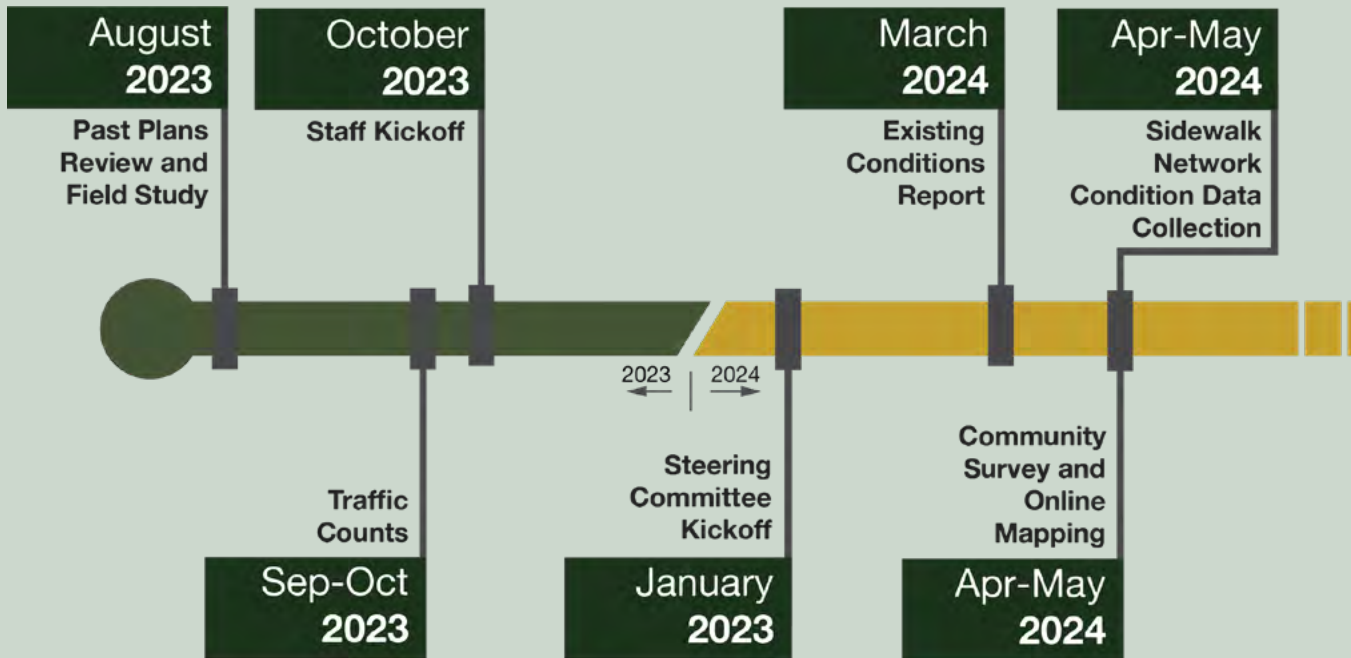 August
2023
Past Plans
Review and
Field Study
October
2023
Staff Kickoff
March
2024
Existing
Conditions
Report
Apr-May
2024
Sidewalk
Network
Condition Data
Collection
2023
2024
Traffic
Counts
Sep-Oct
2023
Steering
Committee
Kickoff
January
2023
Community
Survey and
Online
Mapping
Apr-May
2024